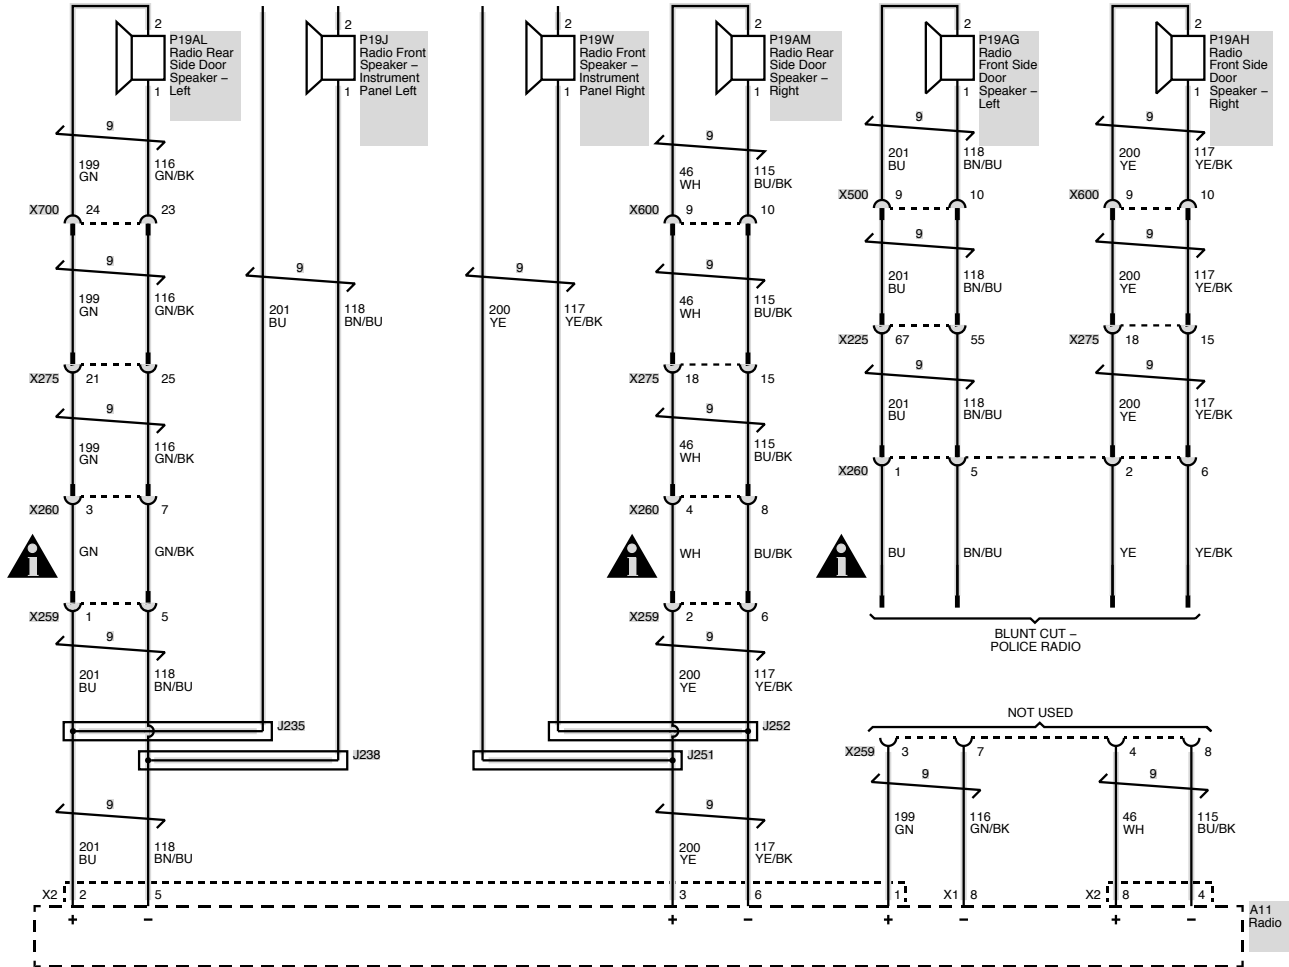 2
P19AL
Radio Rear
Side Door
Speaker –
Left
1
2
P19J
Radio Front
Speaker –
Instrument
Panel Left
1
2
P19W
Radio Front
Speaker –
Instrument
Panel Right
1
2
P19AM
Radio Rear
Side Door
Speaker –
Right
1
2
P19AG
Radio
Front Side
Door
Speaker –
Left
1
2
P19AH
Radio
Front Side
Door
Speaker –
Right
1
9
199
GN
116
GN/BK
9
46
WH
115
BU/BK
9
201
BU
118
BN/BU
9
200
YE
117
YE/BK
X700 24 23
X600 9 10
X500 9 10
X600 9 10
9
199
GN
116
GN/BK
9
201
BU
118
BN/BU
9
200
YE
117
YE/BK
9
46
WH
115
BU/BK
9
201
BU
118
BN/BU
9
200
YE
117
YE/BK
X275 21 25
X275 18 15
X225 67 55
X275 18 15
9
199
GN
116
GN/BK
9
46
WH
115
BU/BK
9
201
BU
118
BN/BU
9
200
YE
117
YE/BK
X260 3 7
X260 4 8
X260 1 5 2 6
i GN GN/BK
i WH BU/BK
i BU BN/BU YE YE/BK
X259 1 5
X259 2 6
BLUNT CUT –
POLICE RADIO
9
201
BU
118
BN/BU
9
200
YE
117
YE/BK
J235
J238
J252
J251
NOT USED
X259 3 7 4 8
9
201
BU
118
BN/BU
9
200
YE
117
YE/BK
9
199
GN
116
GN/BK
9
46
WH
115
BU/BK
X2 2 5 3 6 1 X1 8 X2 8 4
+ – + – + – + –
A11
Radio